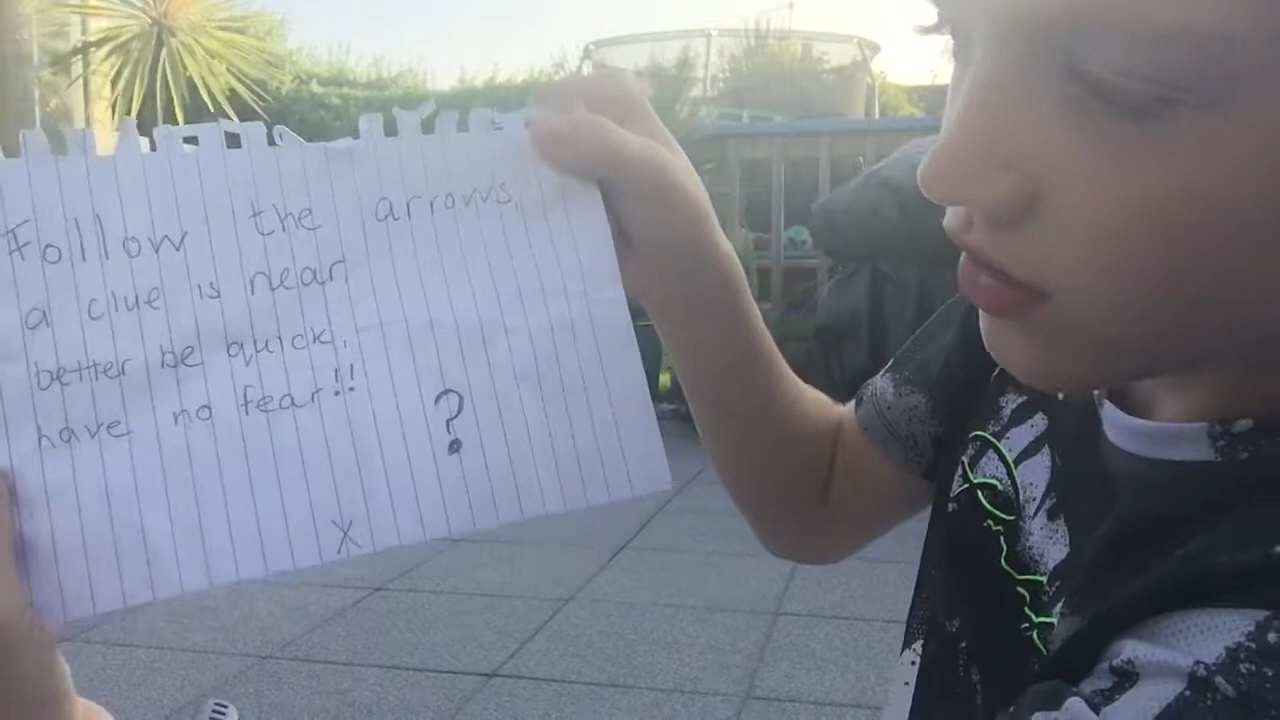 Follow the arrows,
a clue is near,
better be quick,
have no fear!!
?
X